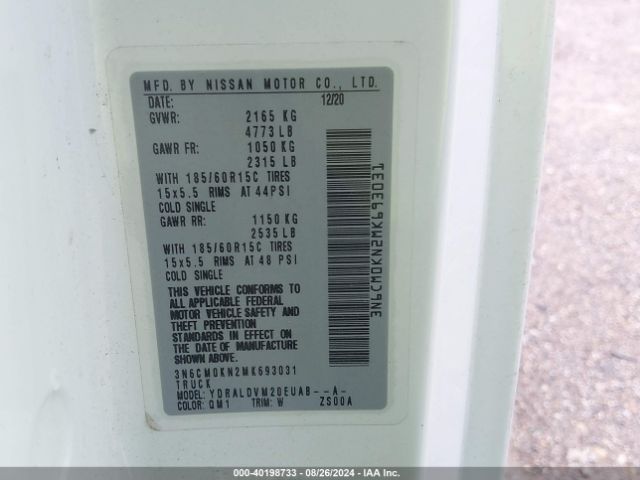 MFD. BY NISSAN MOTOR CO., LTD.
DATE: 12/20
GVWR: 2165 KG
4773 LB
GAWR FR: 1050 KG
2315 LB
WITH 185/60R15C TIRES
15x5.5 RIMS AT 44PSI
COLD SINGLE
GAWR RR: 1150 KG
2535 LB
WITH 185/60R15C TIRES
15x5.5 RIMS AT 48 PSI
COLD SINGLE
THIS VEHICLE CONFORMS TO
ALL APPLICABLE FEDERAL
MOTOR VEHICLE SAFETY AND
THEFT PREVENTION
STANDARDS IN EFFECT ON
THE DATE OF MANUFACTURE
SHOWN ABOVE.
3N6CM0KN2MK693031
TRUCK
MODEL: YDRALDVM20EUAB--A-
COLOR: QM1 TRIM: W ZS00A
3N6CM0KN2MK693031
000-40198733 - 08/26/2024 - IAA Inc.